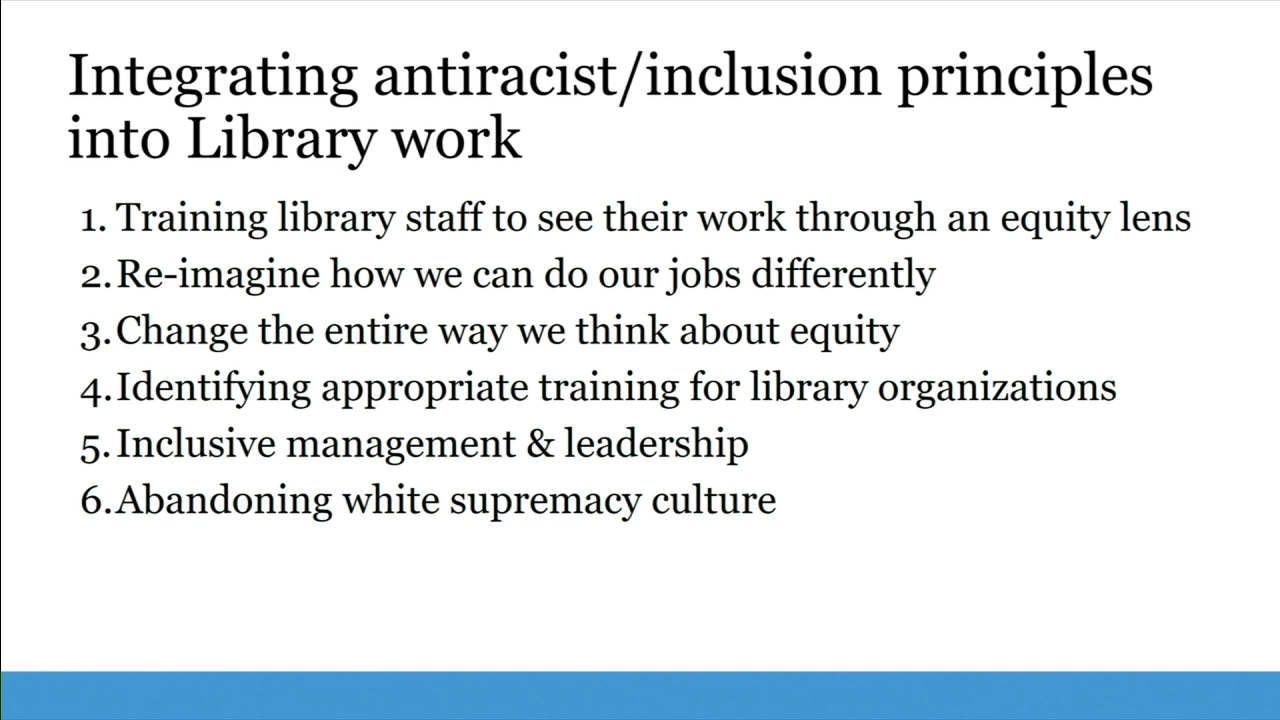 Integrating antiracist/inclusion principles
into Library work
1. Training library staff to see their work through an equity lens
2. Re-imagine how we can do our jobs differently
3. Change the entire way we think about equity
4. Identifying appropriate training for library organizations
5. Inclusive management & leadership
6. Abandoning white supremacy culture